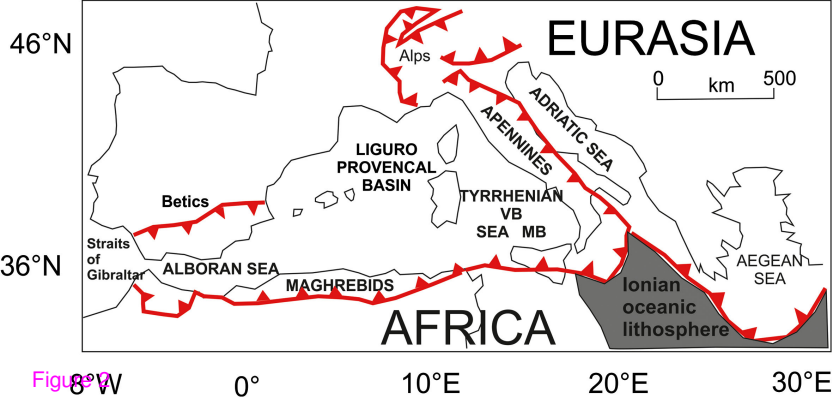 46°N
EURASIA
Alps
0 500
km
ADRIATIC SEA
APENNINES
LIGURO
PROVENCAL
BASIN
TYRRHENIAN
VB
SEA MB
Betics
Straits
of
Gibraltar
ALBORAN SEA
MAGHREBIDS
36°N
AEGEAN
SEA
Ionian
oceanic
lithosphere
AFRICA
Figure 2
8°W 0° 10°E 20°E 30°E